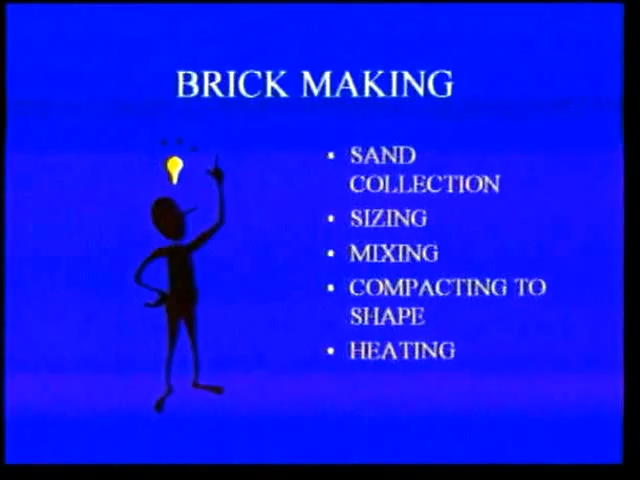 BRICK MAKING
• SAND
COLLECTION
• SIZING
• MIXING
• COMPACTING TO
SHAPE
• HEATING